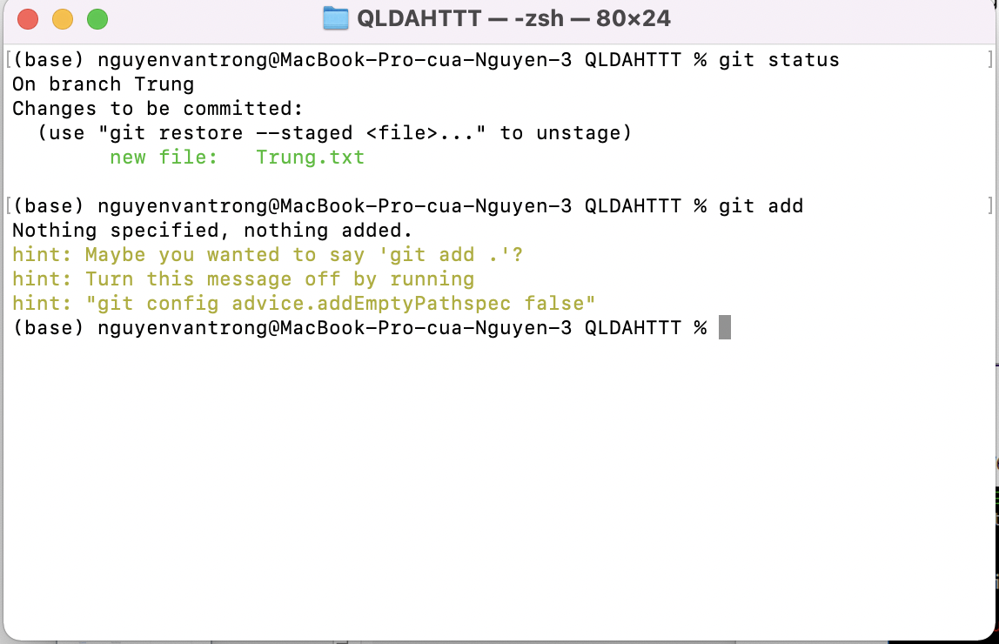 QLDAHTTT — -zsh — 80×24
[(base) nguyenvantrong@MacBook-Pro-cua-Nguyen-3 QLDAHTTT % git status ]
On branch Trung
Changes to be committed:
  (use "git restore --staged <file>..." to unstage)
        new file:   Trung.txt
[(base) nguyenvantrong@MacBook-Pro-cua-Nguyen-3 QLDAHTTT % git add ]
Nothing specified, nothing added.
hint: Maybe you wanted to say 'git add .'?
hint: Turn this message off by running
hint: "git config advice.addEmptyPathspec false"
(base) nguyenvantrong@MacBook-Pro-cua-Nguyen-3 QLDAHTTT %